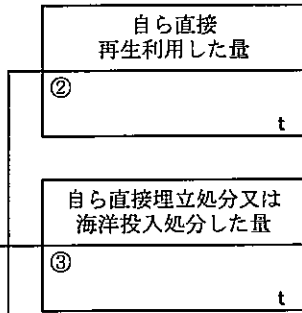 自ら直接
再生利用した量
②
t
自ら直接埋立処分又は
海洋投入処分した量
③
t